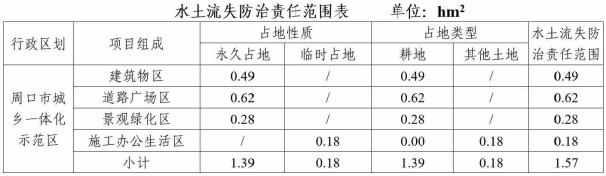 水土流失防治责任范围表 单位：hm²
行政区划 项目组成 占地性质 占地类型 水土流失防治责任范围
永久占地 临时占地 耕地 其他土地
周口市城乡一体化示范区
建筑物区 0.49 / 0.49 / 0.49
道路广场区 0.62 / 0.62 / 0.62
景观绿化区 0.28 / 0.28 / 0.28
施工办公生活区 / 0.18 0.00 0.18 0.18
小计 1.39 0.18 1.39 0.18 1.57